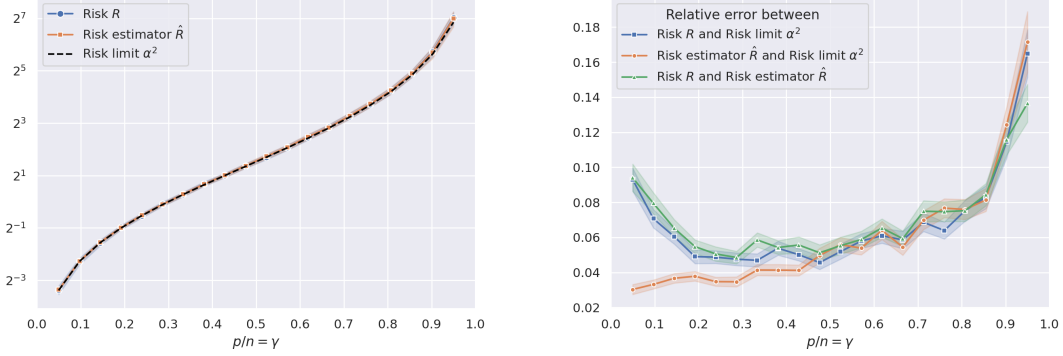 Risk R
Risk estimator R̂
Risk limit α²
2⁷
2⁵
2³
2¹
2⁻¹
2⁻³
0.0 0.1 0.2 0.3 0.4 0.5 0.6 0.7 0.8 0.9 1.0
p/n = γ
Relative error between
Risk R and Risk limit α²
Risk estimator R̂ and Risk limit α²
Risk R and Risk estimator R̂
0.18
0.16
0.14
0.12
0.10
0.08
0.06
0.04
0.02
0.0 0.1 0.2 0.3 0.4 0.5 0.6 0.7 0.8 0.9 1.0
p/n = γ